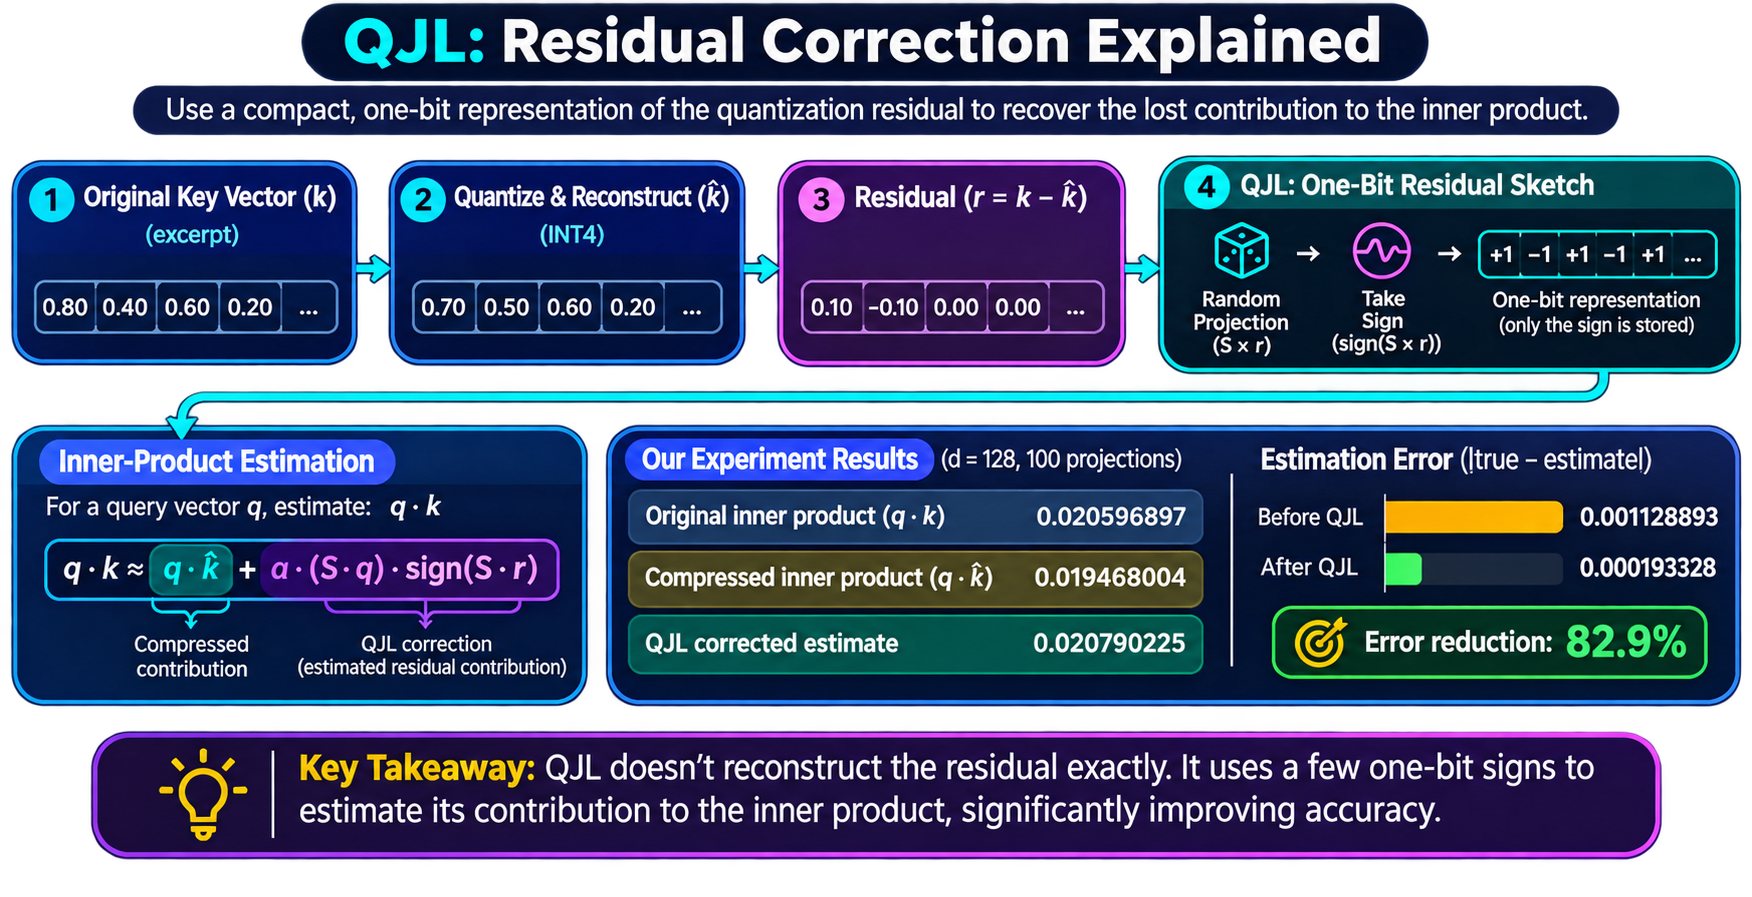 QJL: Residual Correction Explained
Use a compact, one-bit representation of the quantization residual to recover the lost contribution to the inner product.
1 Original Key Vector (k)
(excerpt)
0.80 0.40 0.60 0.20 ...
2 Quantize & Reconstruct (k̂)
(INT4)
0.70 0.50 0.60 0.20 ...
3 Residual (r = k − k̂)
0.10 −0.10 0.00 0.00 ...
4 QJL: One-Bit Residual Sketch
Random
Projection
(S × r)
Take
Sign
(sign(S × r))
+1 −1 +1 −1 +1 ...
One-bit representation
(only the sign is stored)
Inner-Product Estimation
For a query vector q, estimate: q · k
q · k ≈ q · k̂ + α · (S · q) · sign(S · r)
Compressed
contribution
QJL correction
(estimated residual contribution)
Our Experiment Results (d = 128, 100 projections)
Original inner product (q · k) 0.020596897
Compressed inner product (q · k̂) 0.019468004
QJL corrected estimate 0.020790225
Estimation Error (|true − estimate|)
Before QJL 0.001128893
After QJL 0.000193328
Error reduction: 82.9%
Key Takeaway: QJL doesn't reconstruct the residual exactly. It uses a few one-bit signs to
estimate its contribution to the inner product, significantly improving accuracy.